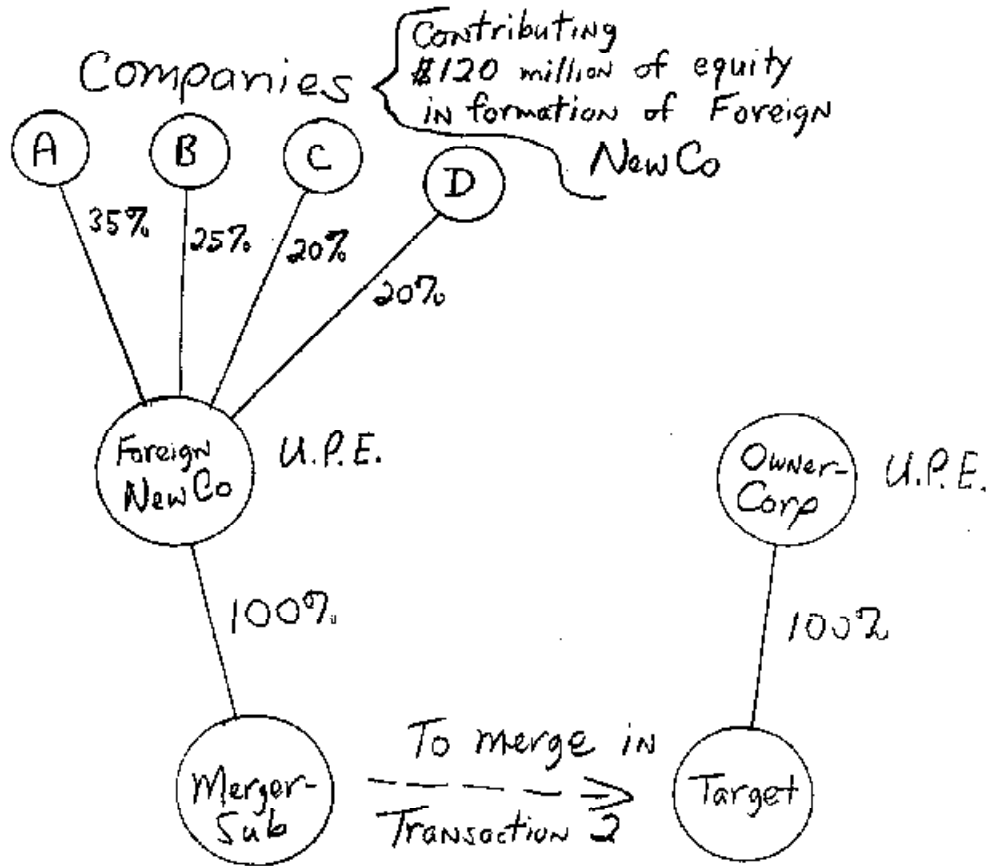 Companies
Contributing
$120 million of equity
in formation of Foreign
NewCo
A
B
C
D
35%
25%
20%
20%
Foreign
NewCo
U.P.E.
Owner-
Corp
U.P.E.
100%
100%
Merger-
Sub
To merge in
Transaction 2
Target